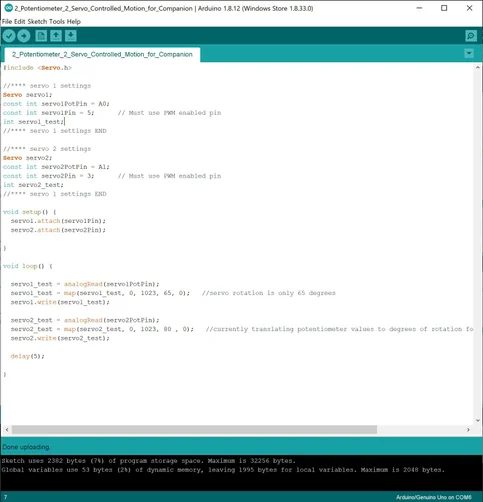 2_Potentiometer_2_Servo_Controlled_Motion_for_Companion | Arduino 1.8.12 (Windows Store 1.8.33.0)
File Edit Sketch Tools Help
2_Potentiometer_2_Servo_Controlled_Motion_for_Companion
#include <Servo.h>
//**** servo 1 settings
Servo servo1;
const int servo1PotPin = A0;
const int servo1Pin = 5; // Must use PWM enabled pin
int servo1_test;
//**** servo 1 settings END
//**** servo 2 settings
Servo servo2;
const int servo2PotPin = A1;
const int servo2Pin = 3; // Must use PWM enabled pin
int servo2_test;
//**** servo 1 settings END
void setup() {
servo1.attach(servo1Pin);
servo2.attach(servo2Pin);
}
void loop() {
servo1_test = analogRead(servo1PotPin);
servo1_test = map(servo1_test, 0, 1023, 65, 0); //servo rotation is only 65 degrees
servo1.write(servo1_test);
servo2_test = analogRead(servo2PotPin);
servo2_test = map(servo2_test, 0, 1023, 80 , 0); //currently translating potentiometer values to degrees of rotation fo
servo2.write(servo2_test);
delay(5);
}
Done uploading.
Sketch uses 2382 bytes (7%) of program storage space. Maximum is 32256 bytes.
Global variables use 53 bytes (2%) of dynamic memory, leaving 1995 bytes for local variables. Maximum is 2048 bytes.
7 Arduino/Genuino Uno on COM6